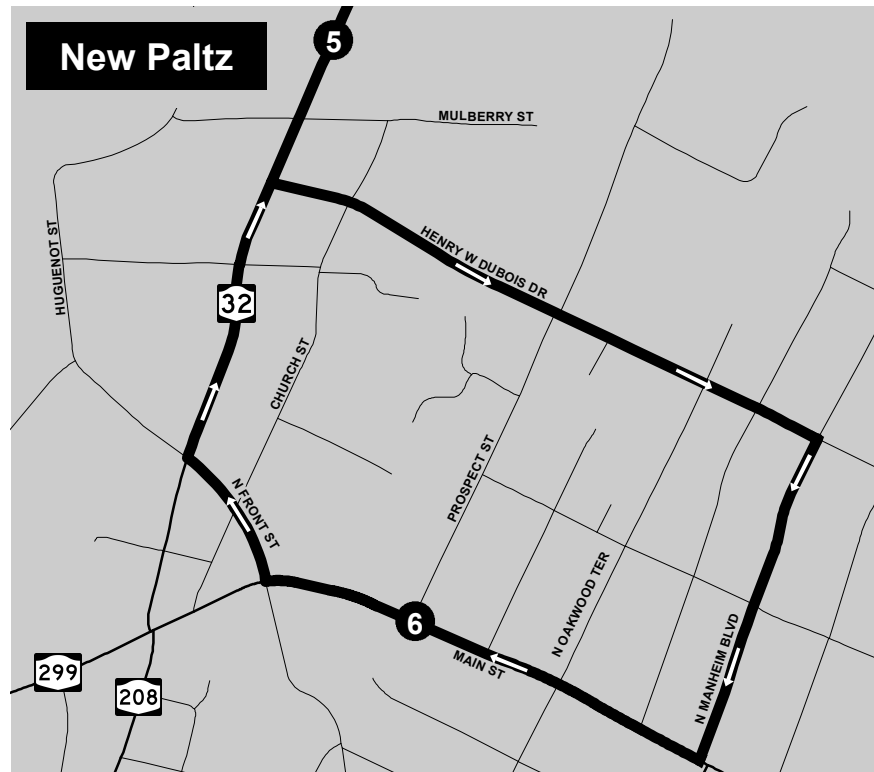 New Paltz
5
MULBERRY ST
HUGUENOT ST
HENRY W DUBOIS DR
32
CHURCH ST
PROSPECT ST
N FRONT ST
N OAKWOOD TER
6
MAIN ST
N MANHEIM BLVD
299
208